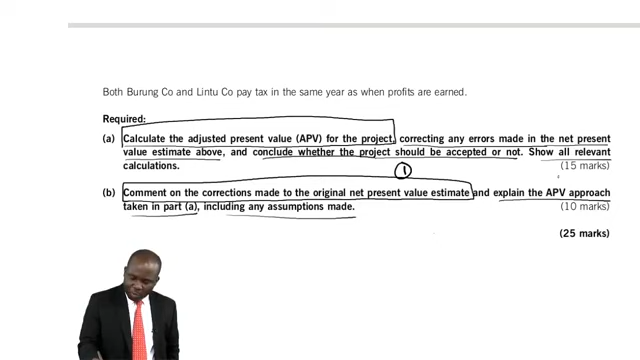 Both Burung Co and Lintu Co pay tax in the same year as when profits are earned.
Required:
(a) Calculate the adjusted present value (APV) for the project, correcting any errors made in the net present
value estimate above, and conclude whether the project should be accepted or not. Show all relevant
calculations. (15 marks)
1
(b) Comment on the corrections made to the original net present value estimate and explain the APV approach
taken in part (a), including any assumptions made. (10 marks)
(25 marks)